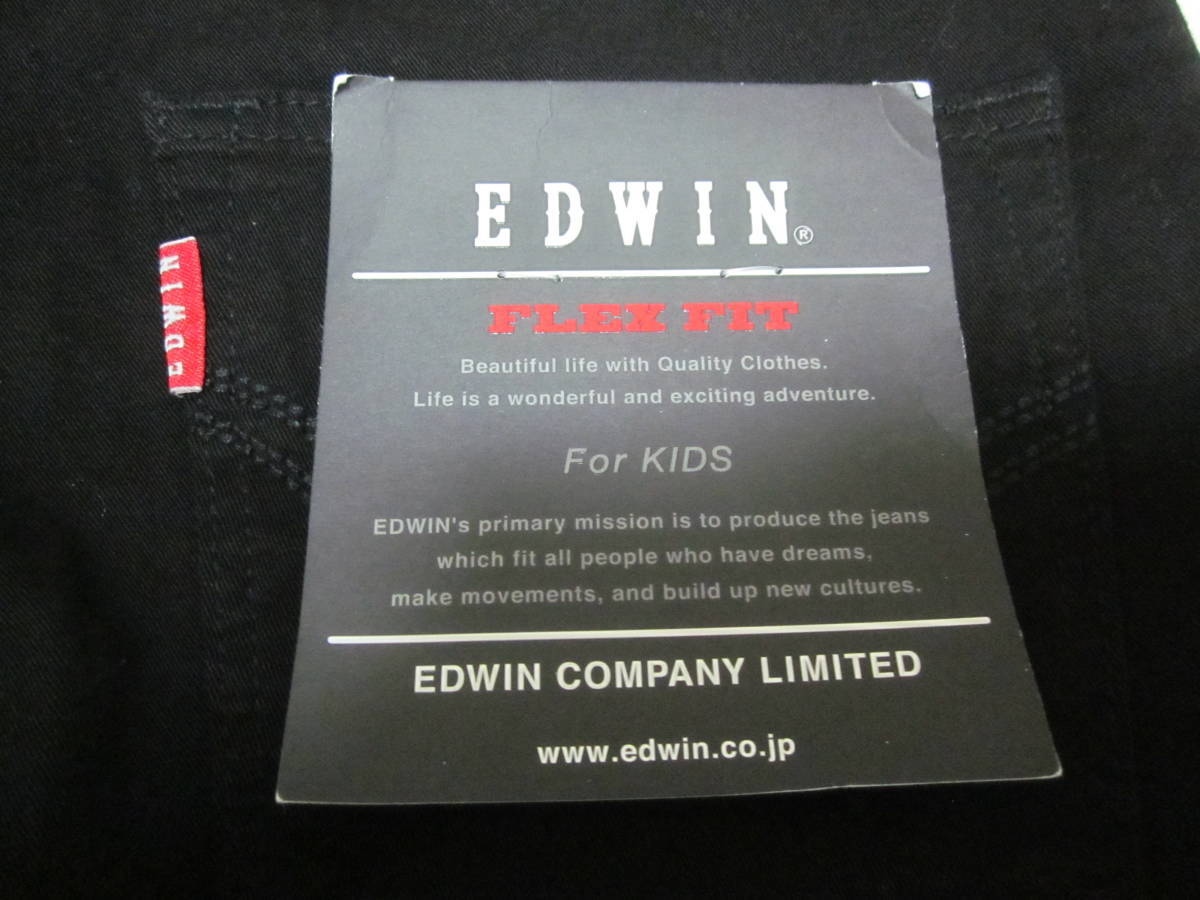 EDWIN®
EDWIN
FLEX FIT
Beautiful life with Quality Clothes.
Life is a wonderful and exciting adventure.
For KIDS
EDWIN's primary mission is to produce the jeans
which fit all people who have dreams,
make movements, and build up new cultures.
EDWIN COMPANY LIMITED
www.edwin.co.jp